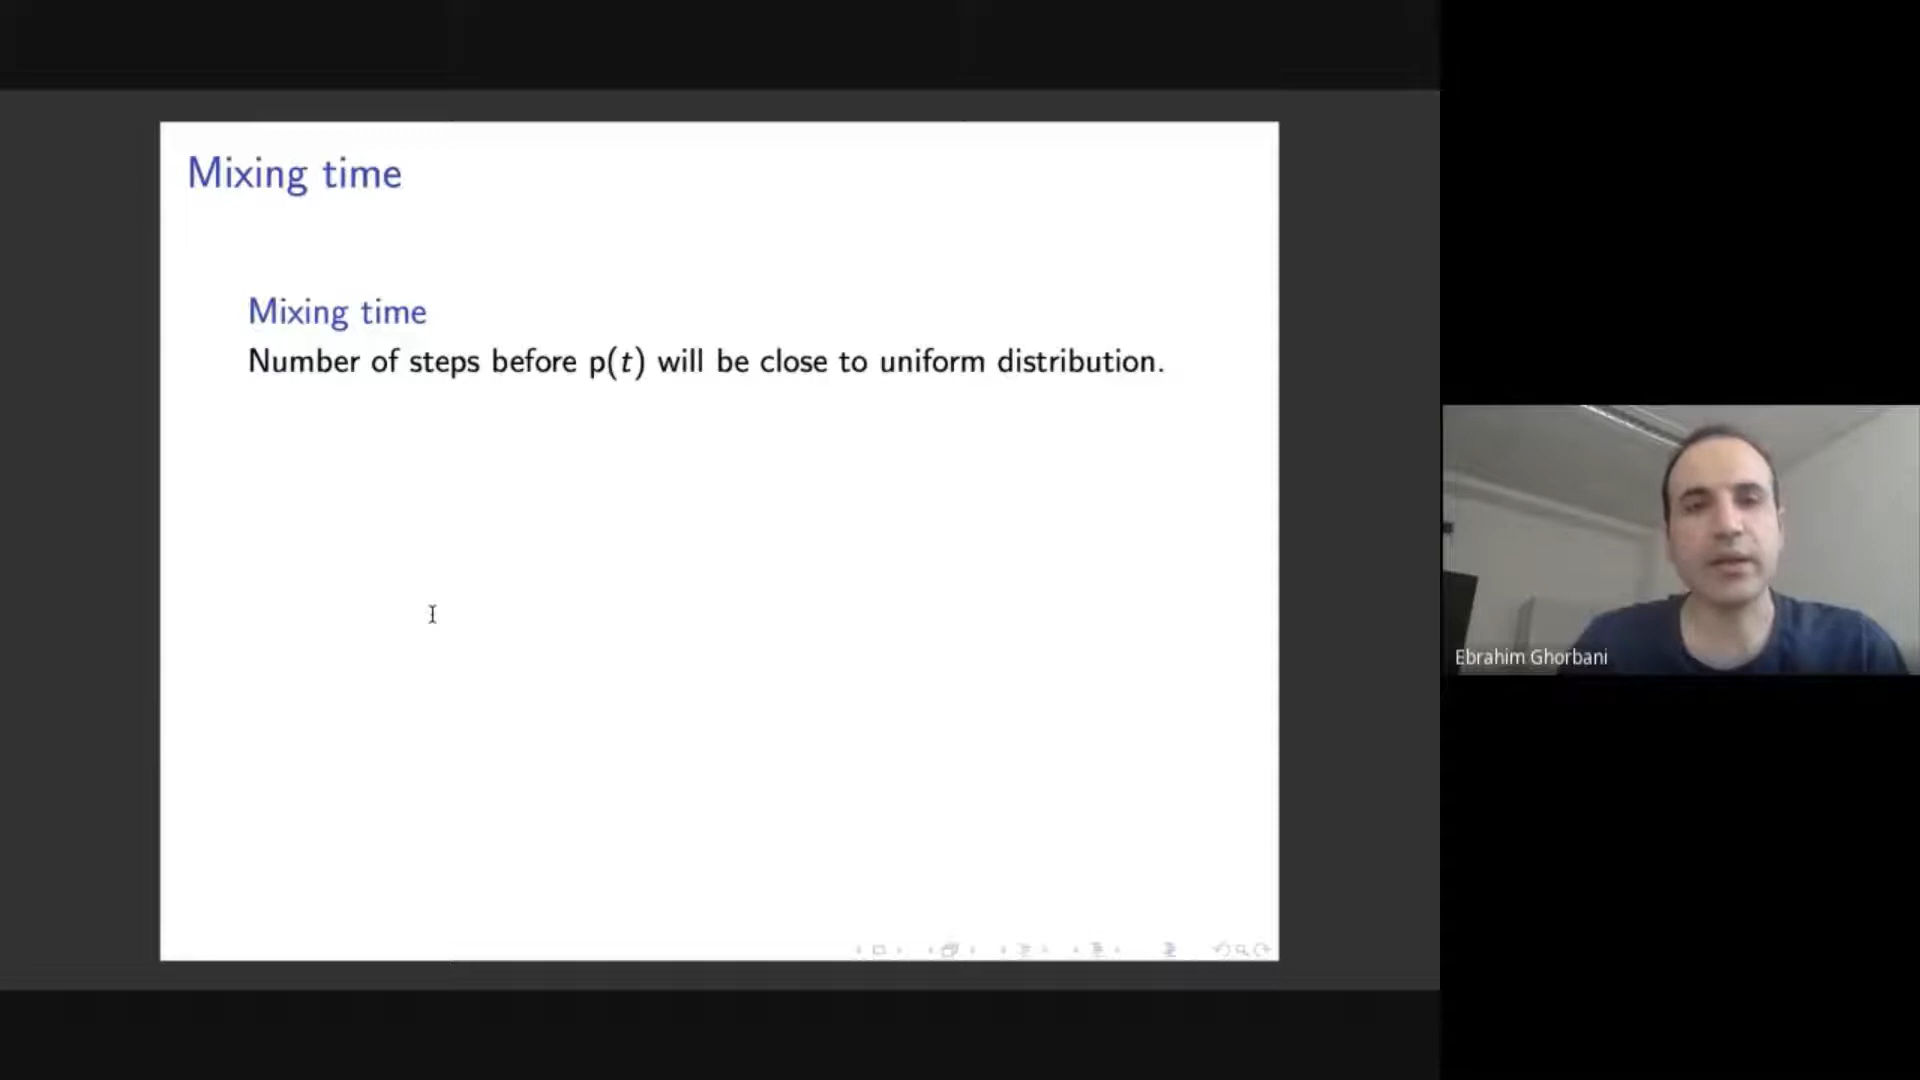 Mixing time
Mixing time
Number of steps before p(t) will be close to uniform distribution.
Ebrahim Ghorbani